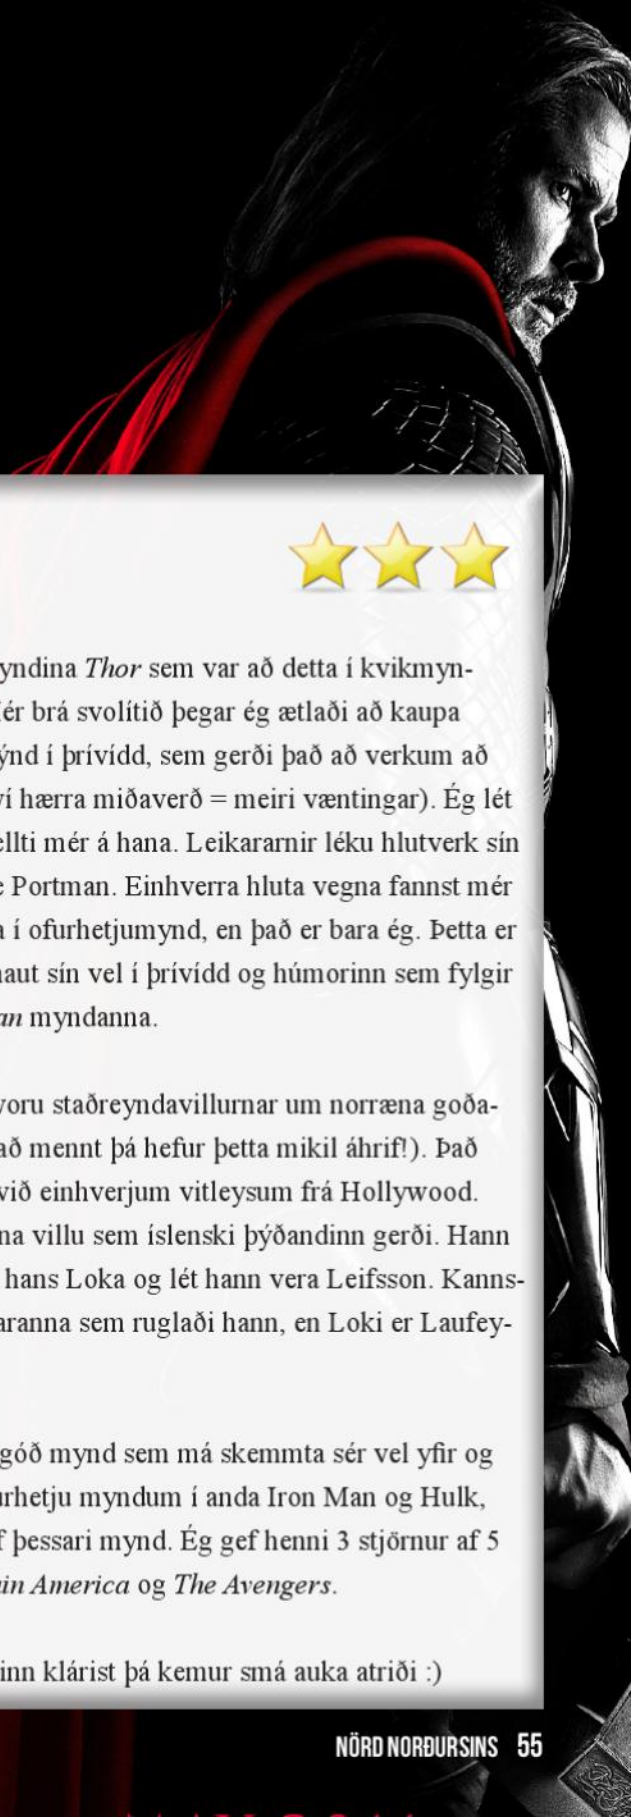 yndina Thor sem var að detta í kvikmyn-
ér brá svolítið þegar ég ætlaði að kaupa
ýnd í þrívídd, sem gerði það að verkum að
ví hærra miðaverð = meiri væntingar). Ég lét
ellti mér á hana. Leikararnir léku hlutverk sín
e Portman. Einhverra hluta vegna fannst mér
a í ofurhetjumynd, en það er bara ég. Þetta er
naut sín vel í þrívídd og húmorinn sem fylgir
an myndanna.
voru staðreyndavillurnar um norræna goða-
að mennt þá hefur þetta mikil áhrif!). Það
við einhverjum vitleysum frá Hollywood.
na villu sem íslenski þýðandinn gerði. Hann
hans Loka og lét hann vera Leifsson. Kanns-
aranna sem ruglaði hann, en Loki er Laufey-
góð mynd sem má skemmta sér vel yfir og
urhetju myndum í anda Iron Man og Hulk,
f þessari mynd. Ég gef henni 3 stjörnur af 5
ain America og The Avengers.
inn klárist þá kemur smá auka atriði :)
NÖRD NORÐURSINS 55